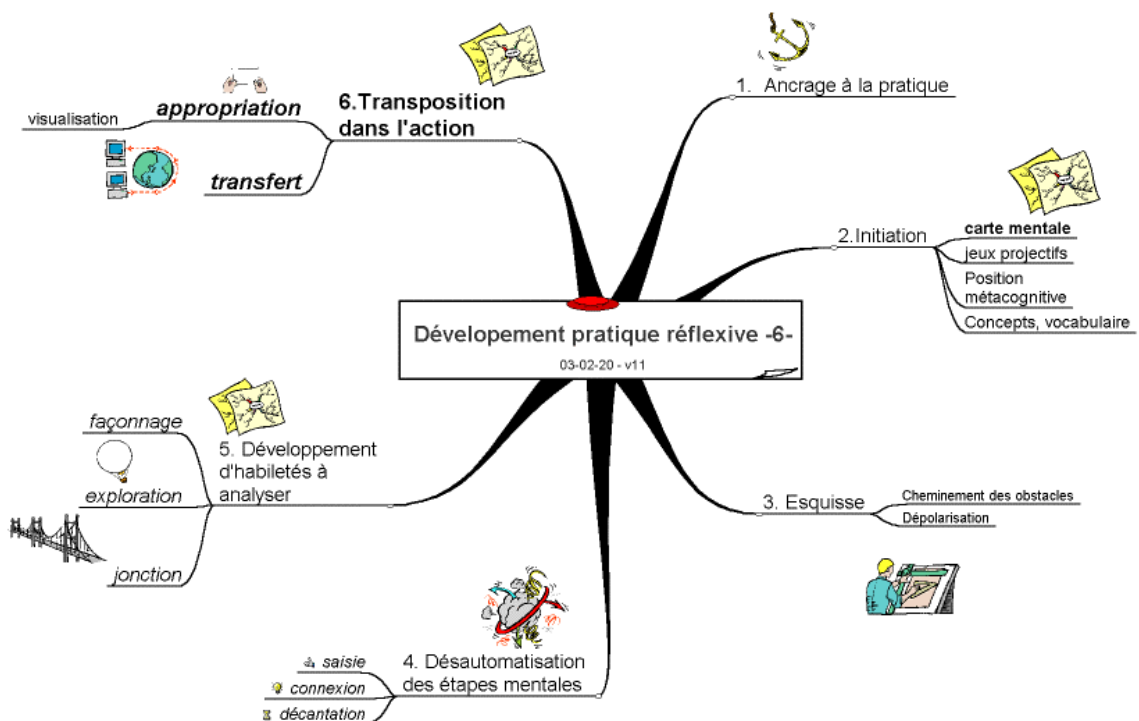 Dévelopement pratique réflexive -6-
03-02-20 - v11
1. Ancrage à la pratique
2.Initiation
carte mentale
jeux projectifs
Position
métacognitive
Concepts, vocabulaire
3. Esquisse
Cheminement des obstacles
Dépolarisation
4. Désautomatisation
des étapes mentales
saisie
connexion
décantation
5. Développement
d'habiletés à
analyser
façonnage
exploration
jonction
6.Transposition
dans l'action
appropriation
visualisation
transfert